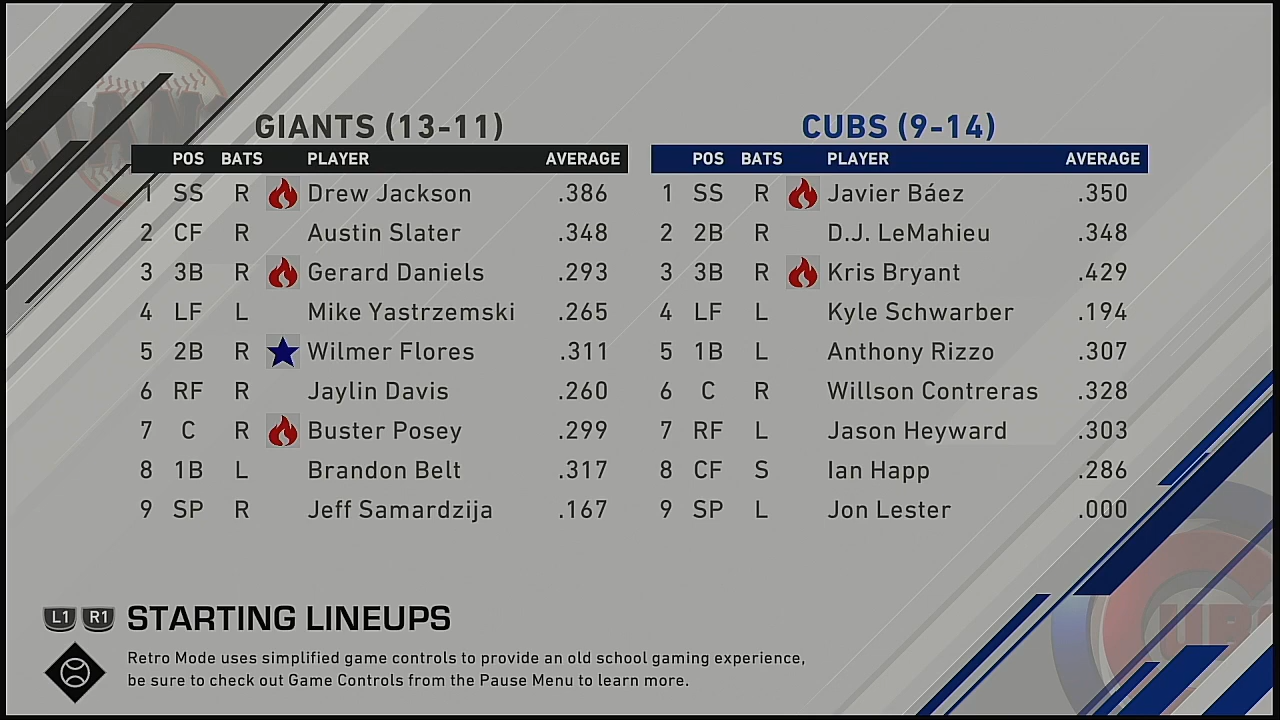 GIANTS (13-11)
POS BATS PLAYER AVERAGE
1 SS R Drew Jackson .386
2 CF R Austin Slater .348
3 3B R Gerard Daniels .293
4 LF L Mike Yastrzemski .265
5 2B R Wilmer Flores .311
6 RF R Jaylin Davis .260
7 C R Buster Posey .299
8 1B L Brandon Belt .317
9 SP R Jeff Samardzija .167
CUBS (9-14)
POS BATS PLAYER AVERAGE
1 SS R Javier Báez .350
2 2B R D.J. LeMahieu .348
3 3B R Kris Bryant .429
4 LF L Kyle Schwarber .194
5 1B L Anthony Rizzo .307
6 C R Willson Contreras .328
7 RF L Jason Heyward .303
8 CF S Ian Happ .286
9 SP L Jon Lester .000
L1 R1 STARTING LINEUPS
Retro Mode uses simplified game controls to provide an old school gaming experience,
be sure to check out Game Controls from the Pause Menu to learn more.